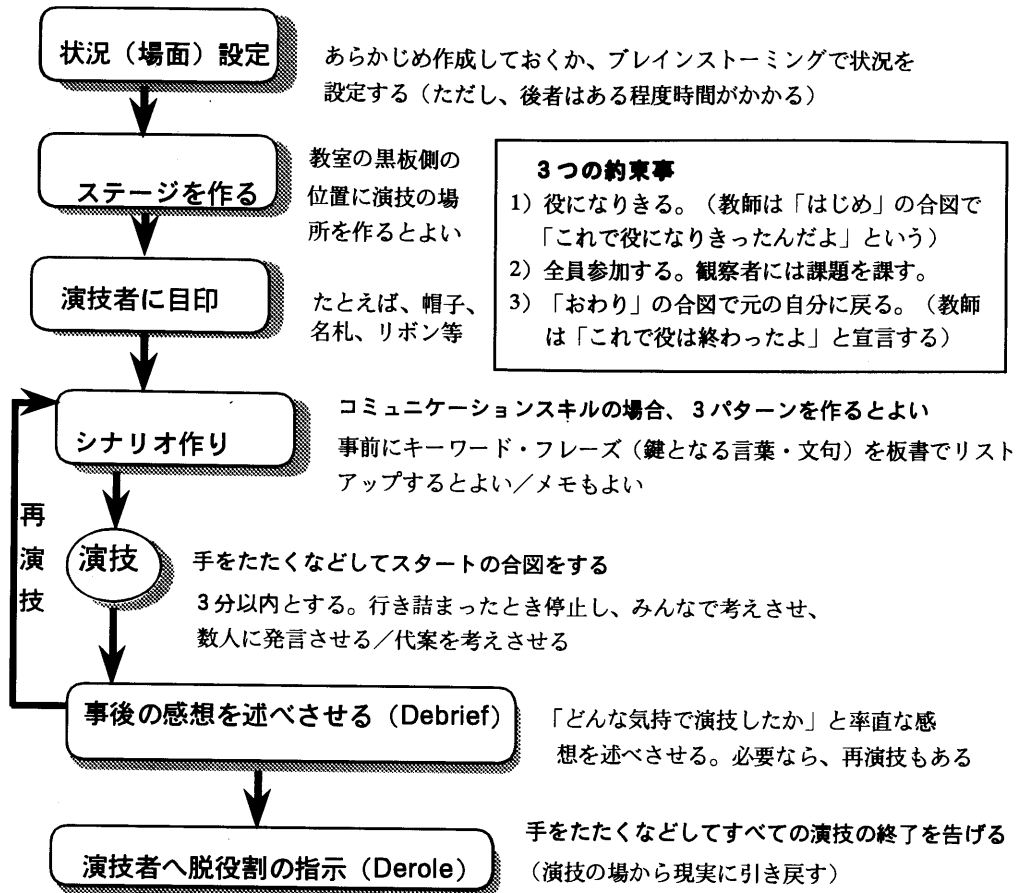 状況（場面）設定
あらかじめ作成しておくか、ブレインストーミングで状況を
設定する（ただし、後者はある程度時間がかかる）
ステージを作る
教室の黒板側の
位置に演技の場
所を作るとよい
３つの約束事
1）役になりきる。（教師は「はじめ」の合図で
「これで役になりきったんだよ」という）
2）全員参加する。観察者には課題を課す。
3）「おわり」の合図で元の自分に戻る。（教師
は「これで役は終わったよ」と宣言する）
演技者に目印
たとえば、帽子、
名札、リボン等
シナリオ作り
コミュニケーションスキルの場合、３パターンを作るとよい
事前にキーワード・フレーズ（鍵となる言葉・文句）を板書でリスト
アップするとよい／メモもよい
再演技
演技
手をたたくなどしてスタートの合図をする
３分以内とする。行き詰まったとき停止し、みんなで考えさせ、
数人に発言させる／代案を考えさせる
事後の感想を述べさせる（Debrief）
「どんな気持で演技したか」と率直な感
想を述べさせる。必要なら、再演技もある
演技者へ脱役割の指示（Derole）
手をたたくなどしてすべての演技の終了を告げる
（演技の場から現実に引き戻す）